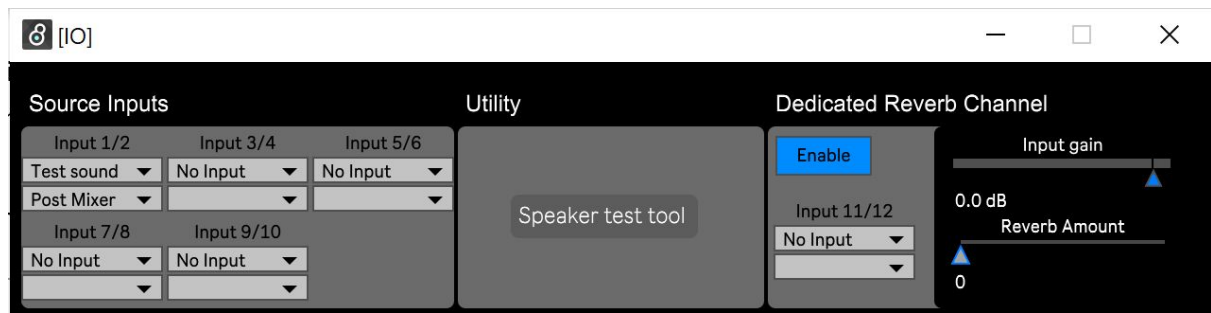 [IO]
Source Inputs
Input 1/2
Input 3/4
Input 5/6
Test sound
No Input
No Input
Post Mixer
Input 7/8
Input 9/10
No Input
No Input
Utility
Speaker test tool
Dedicated Reverb Channel
Enable
Input 11/12
No Input
Input gain
0.0 dB
Reverb Amount
0